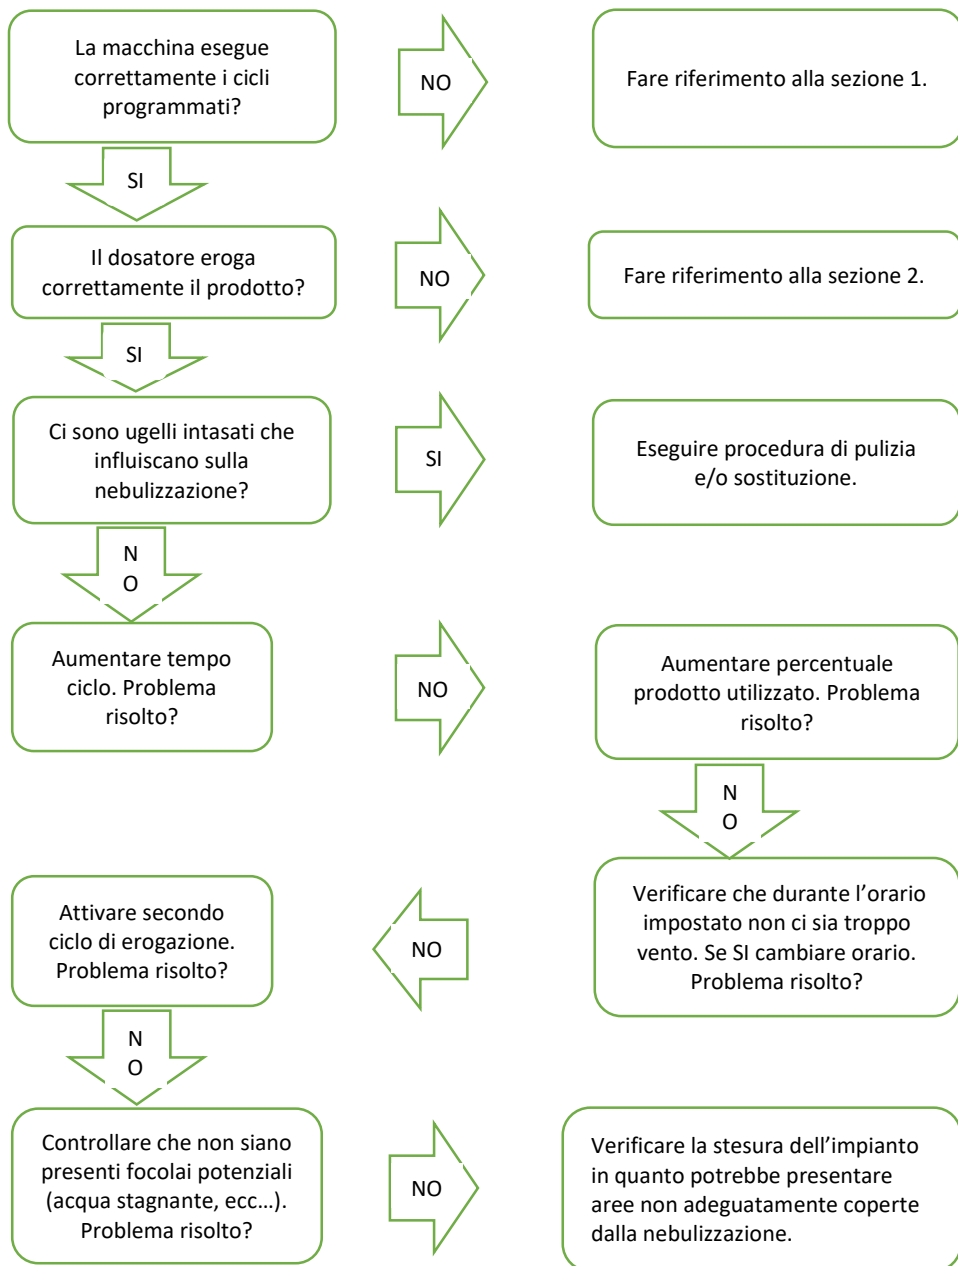 La macchina esegue
correttamente i cicli
programmati?
NO
Fare riferimento alla sezione 1.
SI
Il dosatore eroga
correttamente il prodotto?
NO
Fare riferimento alla sezione 2.
SI
Ci sono ugelli intasati che
influiscano sulla
nebulizzazione?
SI
Eseguire procedura di pulizia
e/o sostituzione.
N
O
Aumentare tempo
ciclo. Problema
risolto?
NO
Aumentare percentuale
prodotto utilizzato. Problema
risolto?
N
O
Verificare che durante l’orario
impostato non ci sia troppo
vento. Se SI cambiare orario.
Problema risolto?
NO
Attivare secondo
ciclo di erogazione.
Problema risolto?
N
O
Controllare che non siano
presenti focolai potenziali
(acqua stagnante, ecc…).
Problema risolto?
NO
Verificare la stesura dell’impianto
in quanto potrebbe presentare
aree non adeguatamente coperte
dalla nebulizzazione.